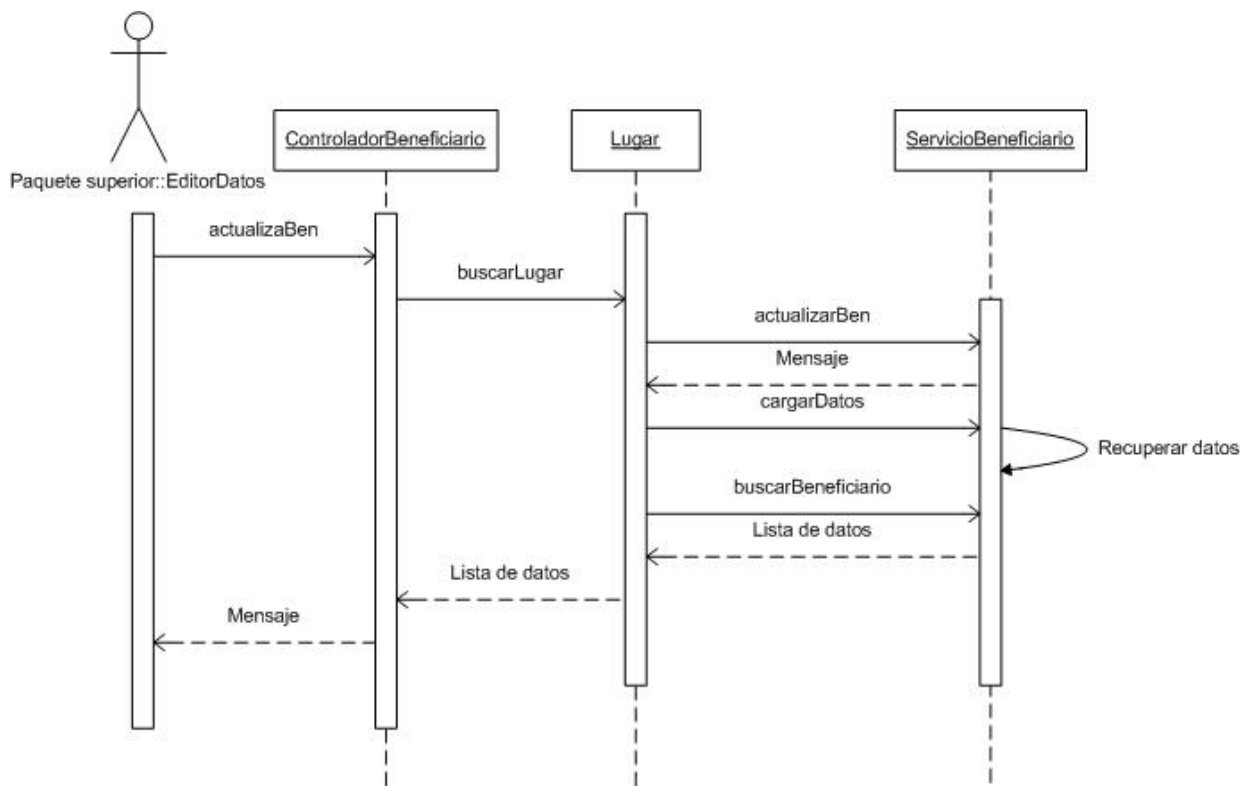 ControladorBeneficiario
Lugar
ServicioBeneficiario
Paquete superior::EditorDatos
actualizaBen
buscarLugar
actualizarBen
Mensaje
cargarDatos
Recuperar datos
buscarBeneficiario
Lista de datos
Lista de datos
Mensaje